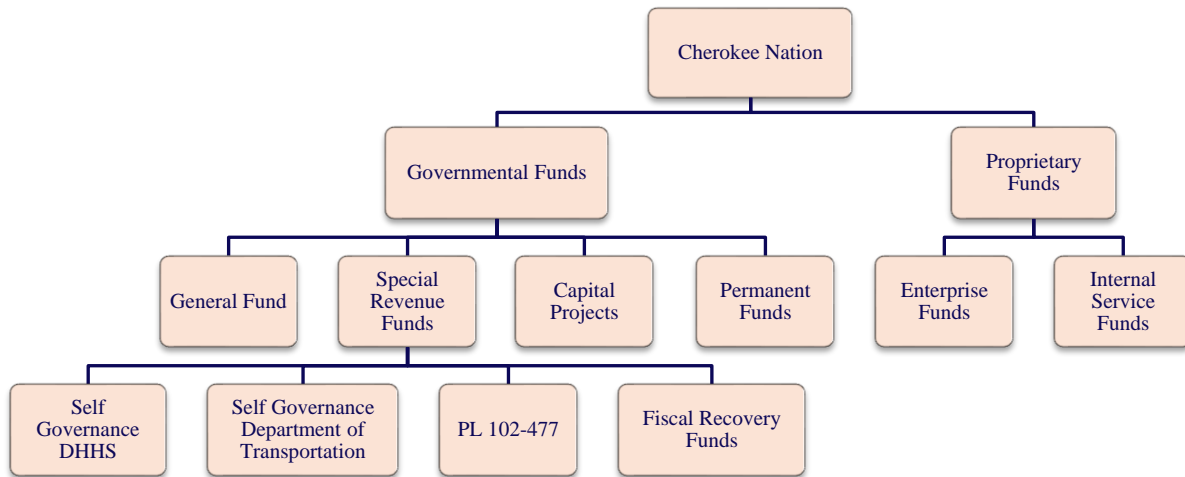 Cherokee Nation
Governmental Funds
Proprietary
Funds
General Fund
Special
Revenue
Funds
Capital
Projects
Permanent
Funds
Enterprise
Funds
Internal
Service
Funds
Self
Governance
DHHS
Self Governance
Department of
Transportation
PL 102-477
Fiscal Recovery
Funds